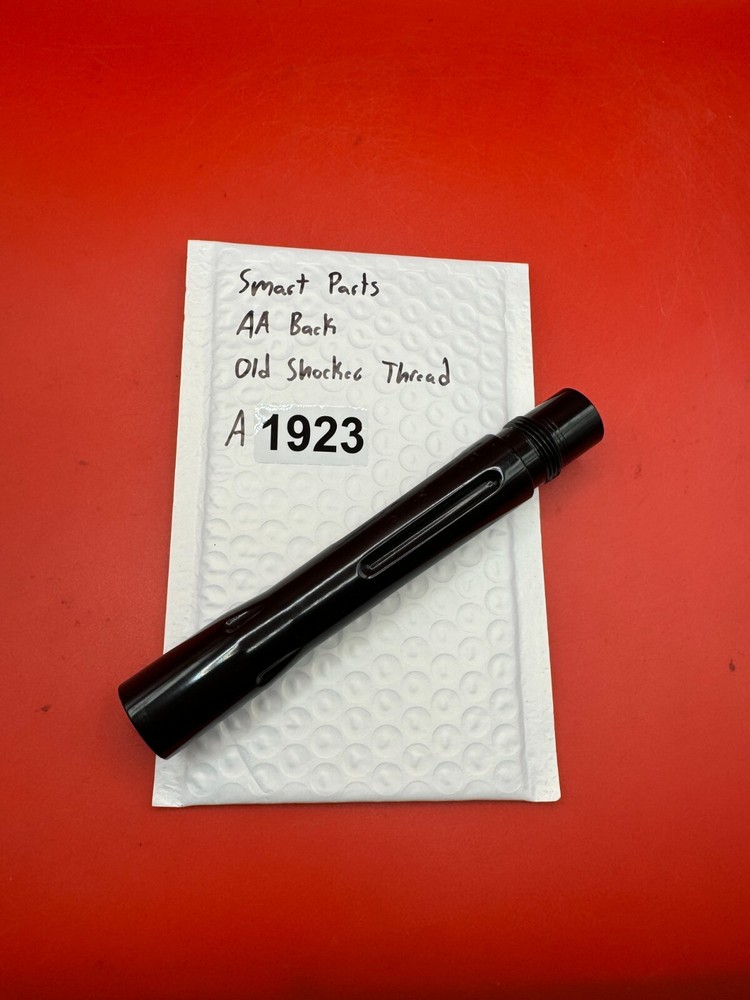 Smart Parts
AA Back
Old Shocker Thread
A 1923